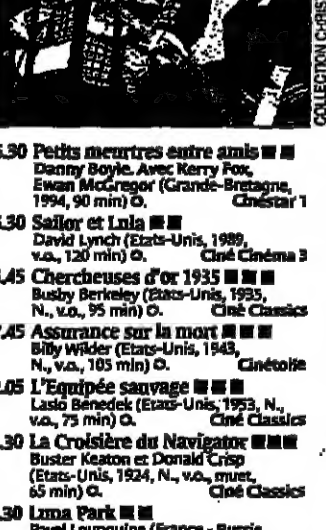 COLLECTION CHRIS
.30 Petits meurtres entre amis ■ ■
Danny Boyle. Avec Kerry Fox,
Ewan McGregor (Grande-Bretagne,
1994, 90 min) O. Cinéstar 1
.30 Sailor et Lula ■ ■
David Lynch (Etats-Unis, 1989,
v.o., 120 min) O. Ciné Cinéma 3
.45 Chercheuses d'or 1935 ■ ■ ■
Busby Berkeley (Etats-Unis, 1935,
N., v.o., 95 min) O. Ciné Classics
.45 Assurance sur la mort ■ ■ ■
Billy Wilder (Etats-Unis, 1943,
N., v.o., 105 min) O. Cinétoile
.05 L'Equipée sauvage ■ ■ ■
Laslo Benedek (Etats-Unis, 1953, N.,
v.o., 75 min) O. Ciné Classics
.30 La Croisière du Navigator ■ ■ ■
Buster Keaton et Donald Crisp
(Etats-Unis, 1924, N., v.o., muet,
65 min) O. Ciné Classics
.30 Luna Park ■ ■
Pavel Lounguine (France - Russie